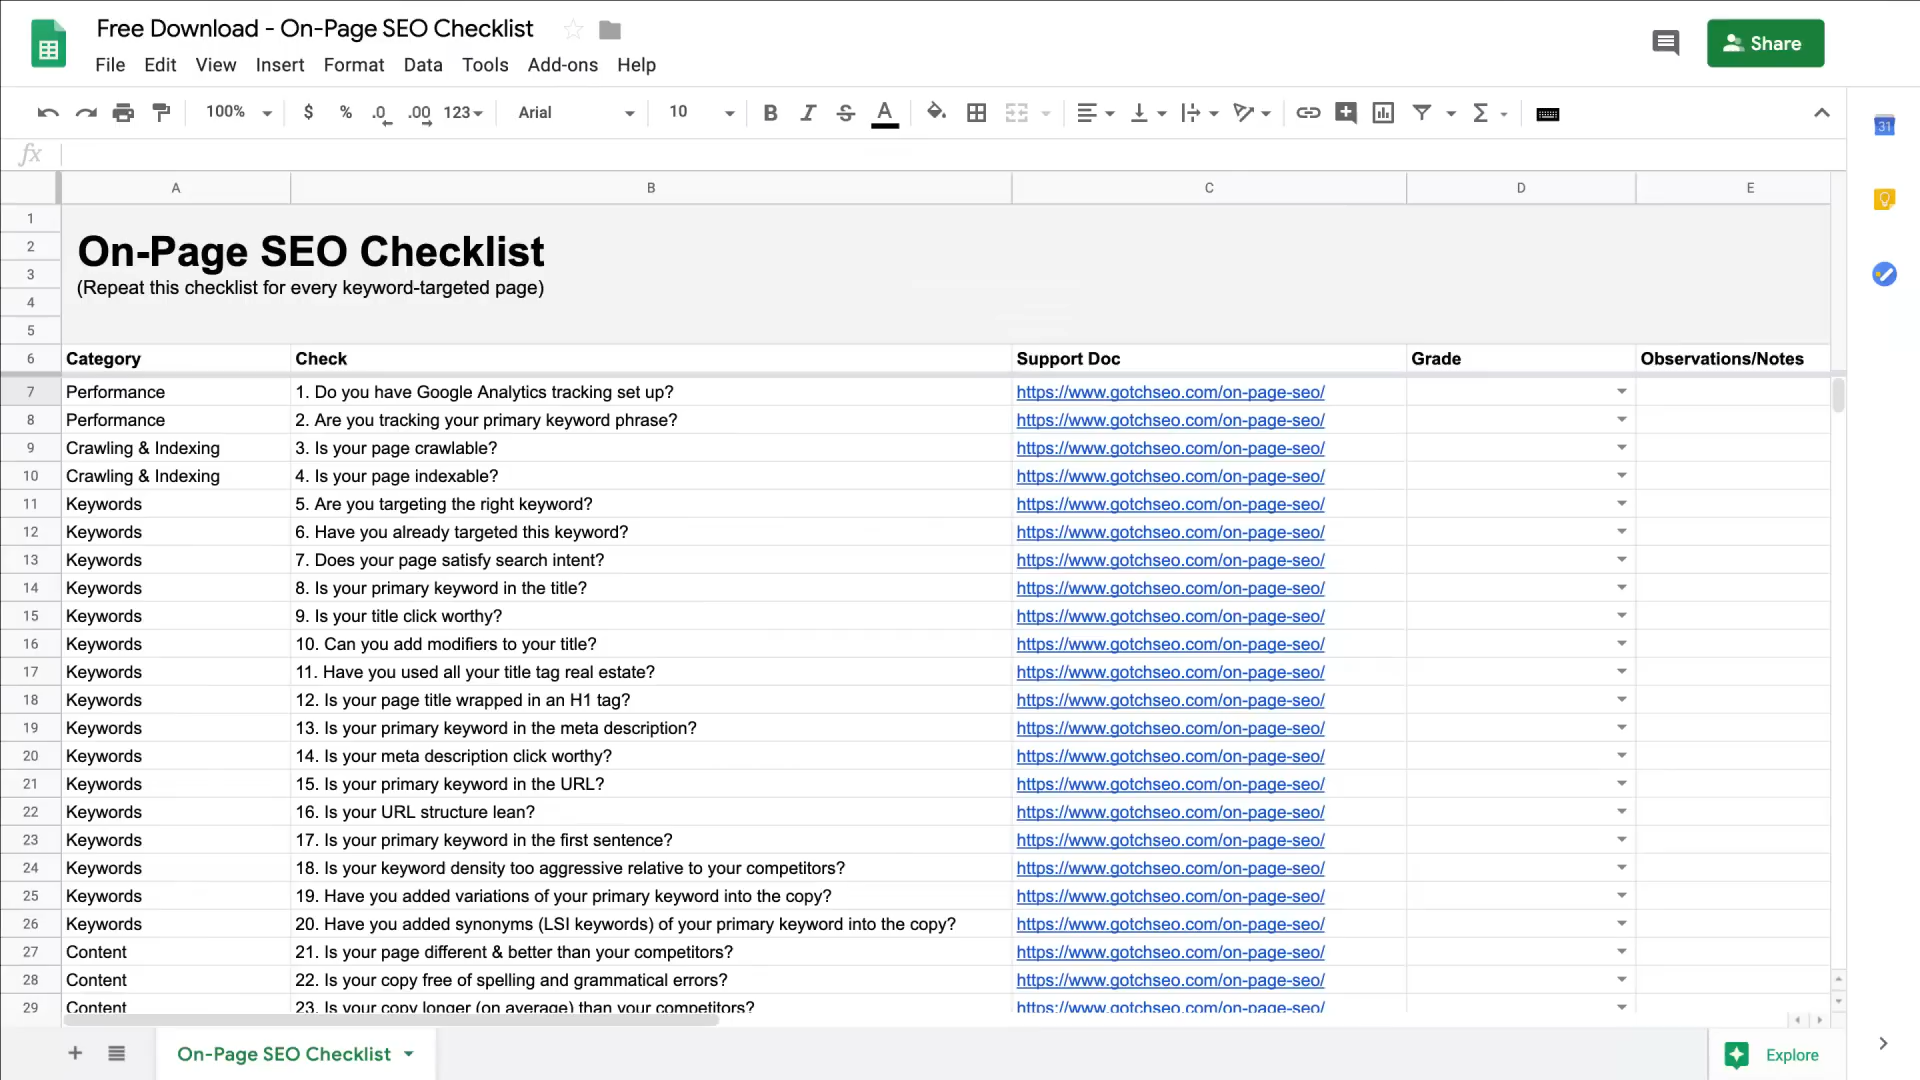 Free Download - On-Page SEO Checklist
Share
File Edit View Insert Format Data Tools Add-ons Help
100% $ % .0 .00 123 Arial 10 B I S A Σ
31
fx
A B C D E
1
2 On-Page SEO Checklist
3 (Repeat this checklist for every keyword-targeted page)
4
5
6 Category Check Support Doc Grade Observations/Notes
7 Performance 1. Do you have Google Analytics tracking set up? https://www.gotchseo.com/on-page-seo/
8 Performance 2. Are you tracking your primary keyword phrase? https://www.gotchseo.com/on-page-seo/
9 Crawling & Indexing 3. Is your page crawlable? https://www.gotchseo.com/on-page-seo/
10 Crawling & Indexing 4. Is your page indexable? https://www.gotchseo.com/on-page-seo/
11 Keywords 5. Are you targeting the right keyword? https://www.gotchseo.com/on-page-seo/
12 Keywords 6. Have you already targeted this keyword? https://www.gotchseo.com/on-page-seo/
13 Keywords 7. Does your page satisfy search intent? https://www.gotchseo.com/on-page-seo/
14 Keywords 8. Is your primary keyword in the title? https://www.gotchseo.com/on-page-seo/
15 Keywords 9. Is your title click worthy? https://www.gotchseo.com/on-page-seo/
16 Keywords 10. Can you add modifiers to your title? https://www.gotchseo.com/on-page-seo/
17 Keywords 11. Have you used all your title tag real estate? https://www.gotchseo.com/on-page-seo/
18 Keywords 12. Is your page title wrapped in an H1 tag? https://www.gotchseo.com/on-page-seo/
19 Keywords 13. Is your primary keyword in the meta description? https://www.gotchseo.com/on-page-seo/
20 Keywords 14. Is your meta description click worthy? https://www.gotchseo.com/on-page-seo/
21 Keywords 15. Is your primary keyword in the URL? https://www.gotchseo.com/on-page-seo/
22 Keywords 16. Is your URL structure lean? https://www.gotchseo.com/on-page-seo/
23 Keywords 17. Is your primary keyword in the first sentence? https://www.gotchseo.com/on-page-seo/
24 Keywords 18. Is your keyword density too aggressive relative to your competitors? https://www.gotchseo.com/on-page-seo/
25 Keywords 19. Have you added variations of your primary keyword into the copy? https://www.gotchseo.com/on-page-seo/
26 Keywords 20. Have you added synonyms (LSI keywords) of your primary keyword into the copy? https://www.gotchseo.com/on-page-seo/
27 Content 21. Is your page different & better than your competitors? https://www.gotchseo.com/on-page-seo/
28 Content 22. Is your copy free of spelling and grammatical errors? https://www.gotchseo.com/on-page-seo/
29 Content 23. Is your copy longer (on average) than your competitors? https://www.gotchseo.com/on-page-seo/
On-Page SEO Checklist
Explore